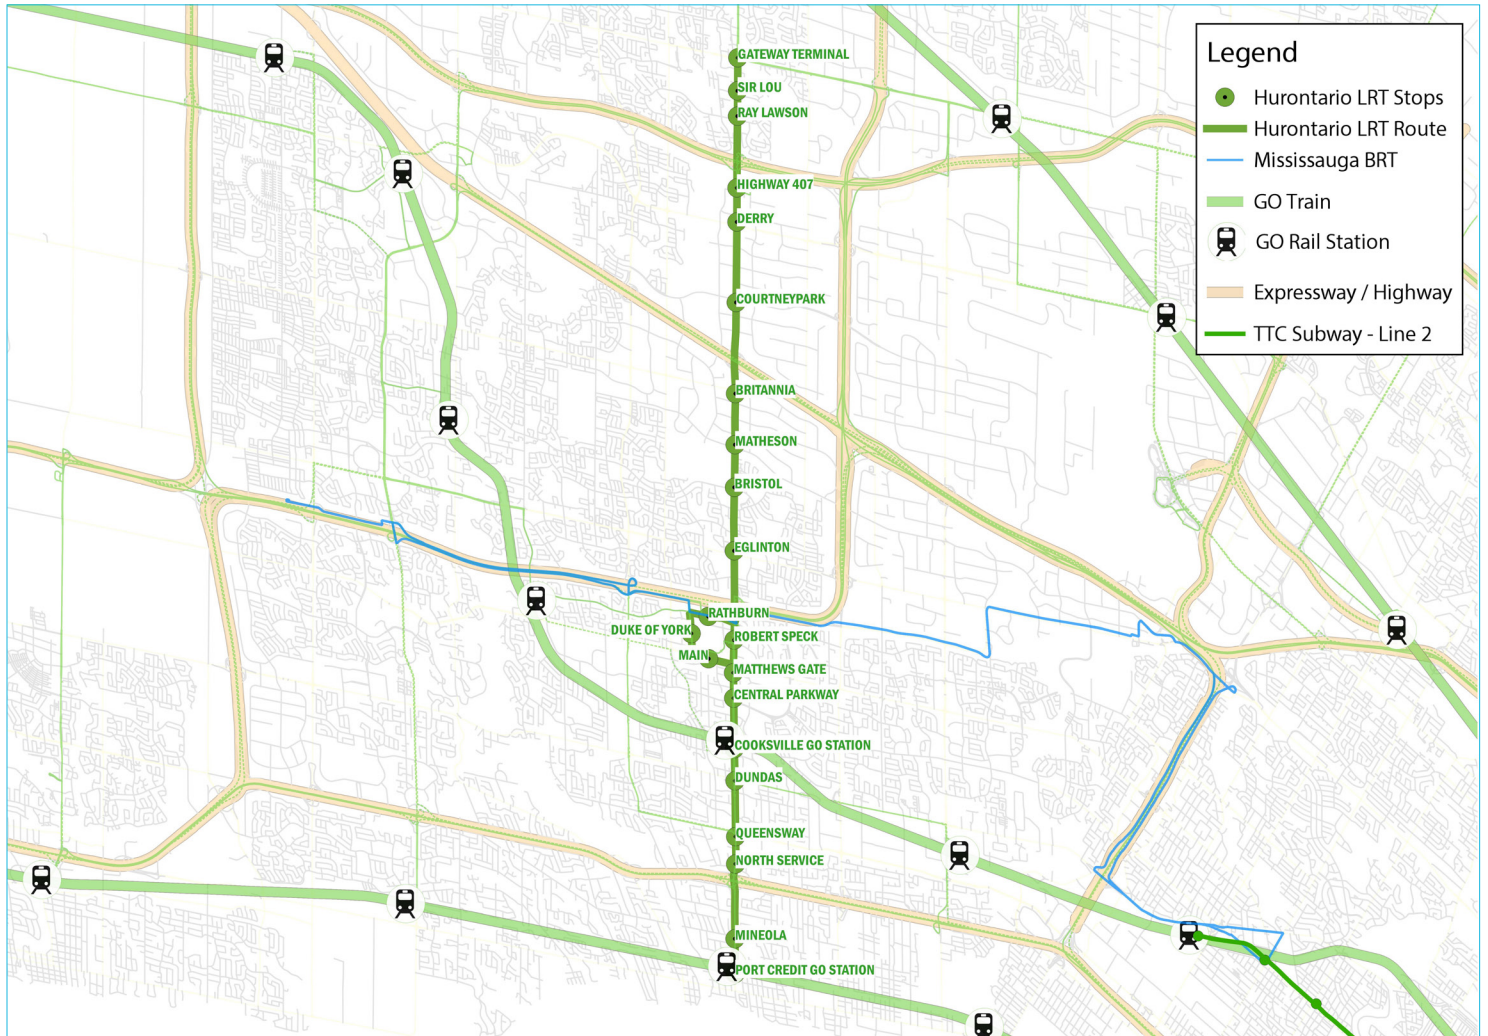 Legend
Hurontario LRT Stops
Hurontario LRT Route
Mississauga BRT
GO Train
GO Rail Station
Expressway / Highway
TTC Subway - Line 2
GATEWAY TERMINAL
SIR LOU
RAY LAWSON
HIGHWAY 407
DERRY
COURTNEYPARK
BRITANNIA
MATHESON
BRISTOL
EGLINTON
RATHBURN
DUKE OF YORK
ROBERT SPECK
MAIN
MATTHEWS GATE
CENTRAL PARKWAY
COOKSVILLE GO STATION
DUNDAS
QUEENSWAY
NORTH SERVICE
MINEOLA
PORT CREDIT GO STATION